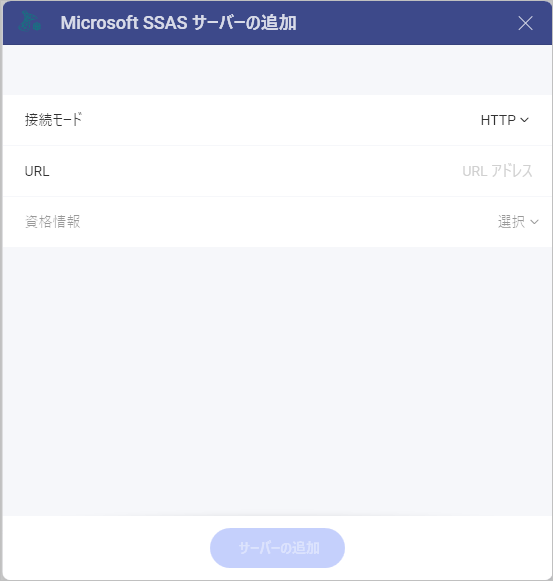 Microsoft SSAS サーバーの追加
接続モード
HTTP
URL
URL アドレス
資格情報
選択
サーバーの追加